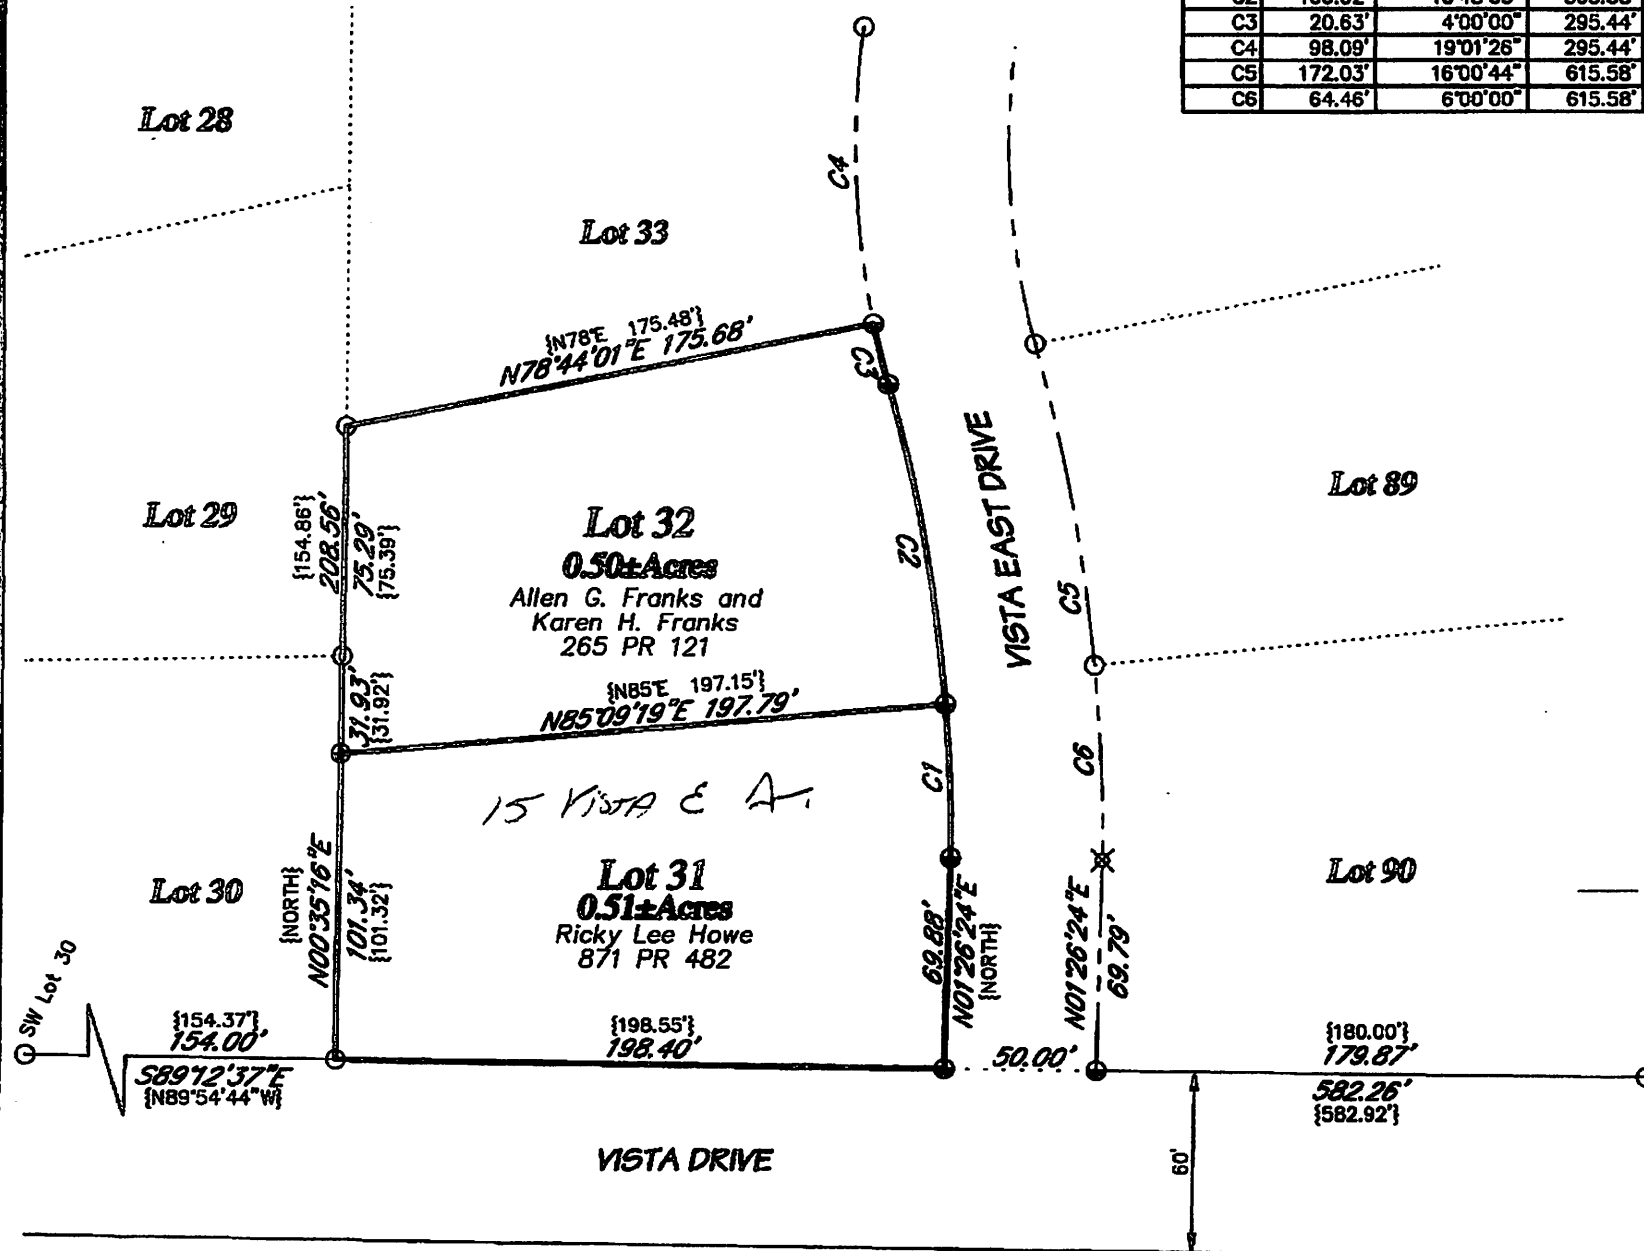 C3 20.63' 4°00'00" 295.44'
C4 98.09' 19°01'26" 295.44'
C5 172.03' 16°00'44" 615.58'
C6 64.46' 6°00'00" 615.58'
Lot 28
C4
Lot 33
{N78°E 175.48'}
N78°44'01"E 175.68'
C3
Lot 29
{154.86'}
208.56'
75.29'
{75.39'}
Lot 32
0.50±Acres
Allen G. Franks and
Karen H. Franks
265 PR 121
C2
VISTA EAST DRIVE
C5
Lot 89
31.93'
{31.92'}
{N85°E 197.15'}
N85°09'19"E 197.79'
C1
C6
15 Vista E
Lot 30
{NORTH}
N00°35'16"E
101.34'
{101.32'}
Lot 31
0.51±Acres
Ricky Lee Howe
871 PR 482
69.88'
N01°26'24"E
{NORTH}
N01°26'24"E
69.79'
Lot 90
SW Lot 30
{154.37'}
154.00'
S89°12'37"E
{N89°54'44"W}
{198.55'}
198.40'
50.00'
{180.00'}
179.87'
582.26'
{582.92'}
VISTA DRIVE
60'